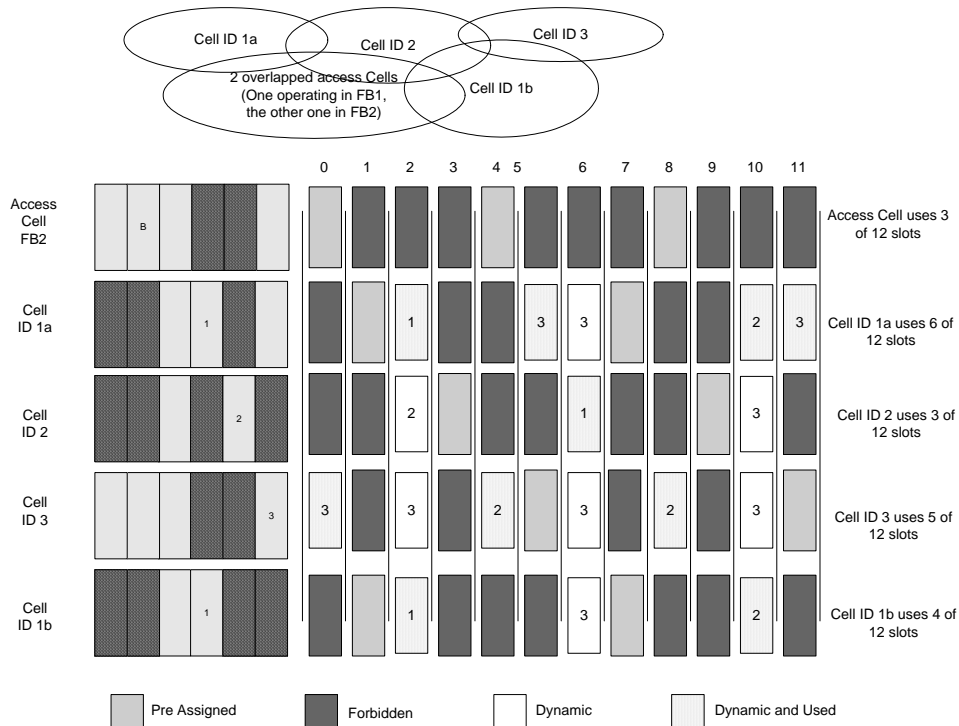 Cell ID 1a
Cell ID 2
Cell ID 3
2 overlapped access Cells
(One operating in FB1,
the other one in FB2)
Cell ID 1b
0 1 2 3 4 5 6 7 8 9 10 11
Access
Cell
FB2
B
Access Cell uses 3
of 12 slots
Cell
ID 1a
1
1 3 3 2 3
Cell ID 1a uses 6 of
12 slots
Cell
ID 2
2
2 1 3
Cell ID 2 uses 3 of
12 slots
Cell
ID 3
3
3 3 2 3 2 3
Cell ID 3 uses 5 of
12 slots
Cell
ID 1b
1
1 3 2
Cell ID 1b uses 4 of
12 slots
Pre Assigned
Forbidden
Dynamic
Dynamic and Used